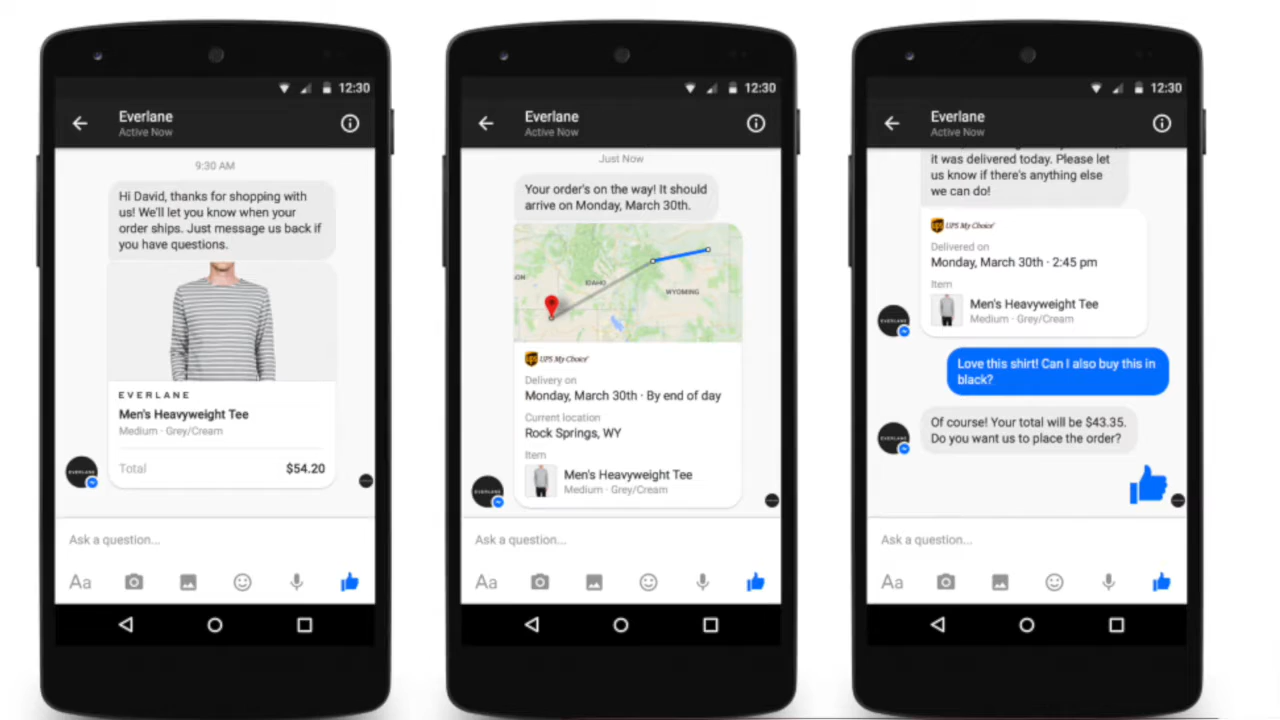 12:30
Everlane
Active Now
9:30 AM
Hi David, thanks for shopping with
us! We'll let you know when your
order ships. Just message us back if
you have questions.
EVERLANE
Men's Heavyweight Tee
Medium · Grey/Cream
Total $54.20
EVERLANE
Ask a question...
Aa
12:30
Everlane
Active Now
Just Now
Your order's on the way! It should
arrive on Monday, March 30th.
ON
IDAHO
WYOMING
UPS My Choice®
Delivery on
Monday, March 30th · By end of day
Current location
Rock Springs, WY
Item
Men's Heavyweight Tee
Medium · Grey/Cream
EVERLANE
Ask a question...
Aa
12:30
Everlane
Active Now
it was delivered today. Please let
us know if there's anything else
we can do!
UPS My Choice®
Delivered on
Monday, March 30th · 2:45 pm
Item
Men's Heavyweight Tee
Medium · Grey/Cream
EVERLANE
Love this shirt! Can I also buy this in
black?
Of course! Your total will be $43.35.
Do you want us to place the order?
EVERLANE
Ask a question...
Aa